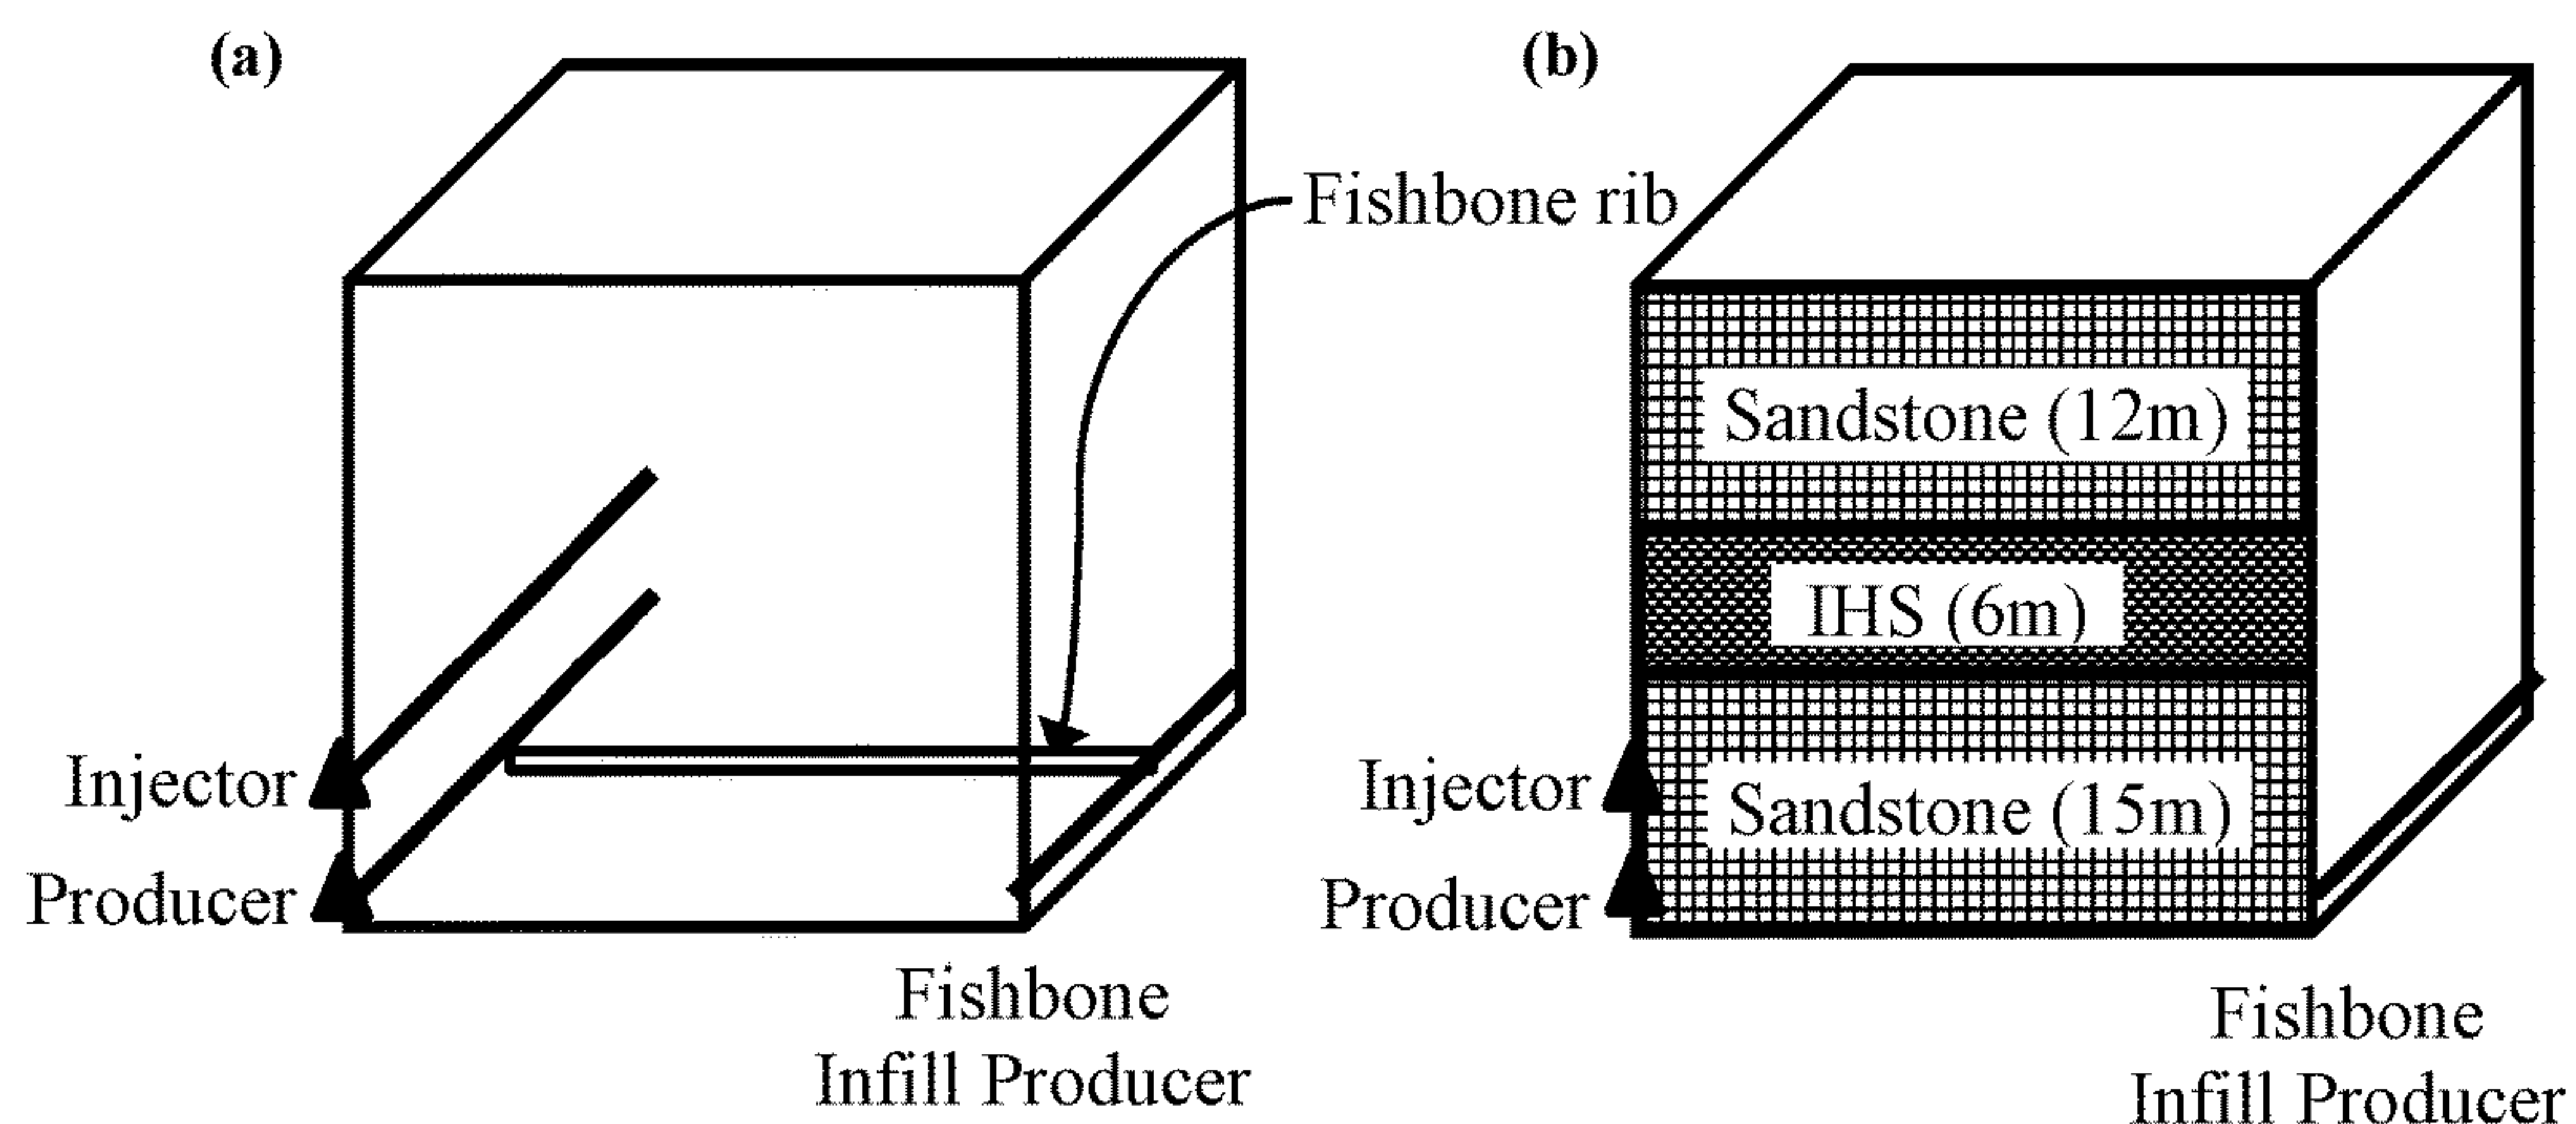 (a)
Fishbone rib
Injector
Producer
Fishbone
Infill Producer
(b)
Sandstone (12m)
IHS (6m)
Sandstone (15m)
Injector
Producer
Fishbone
Infill Producer